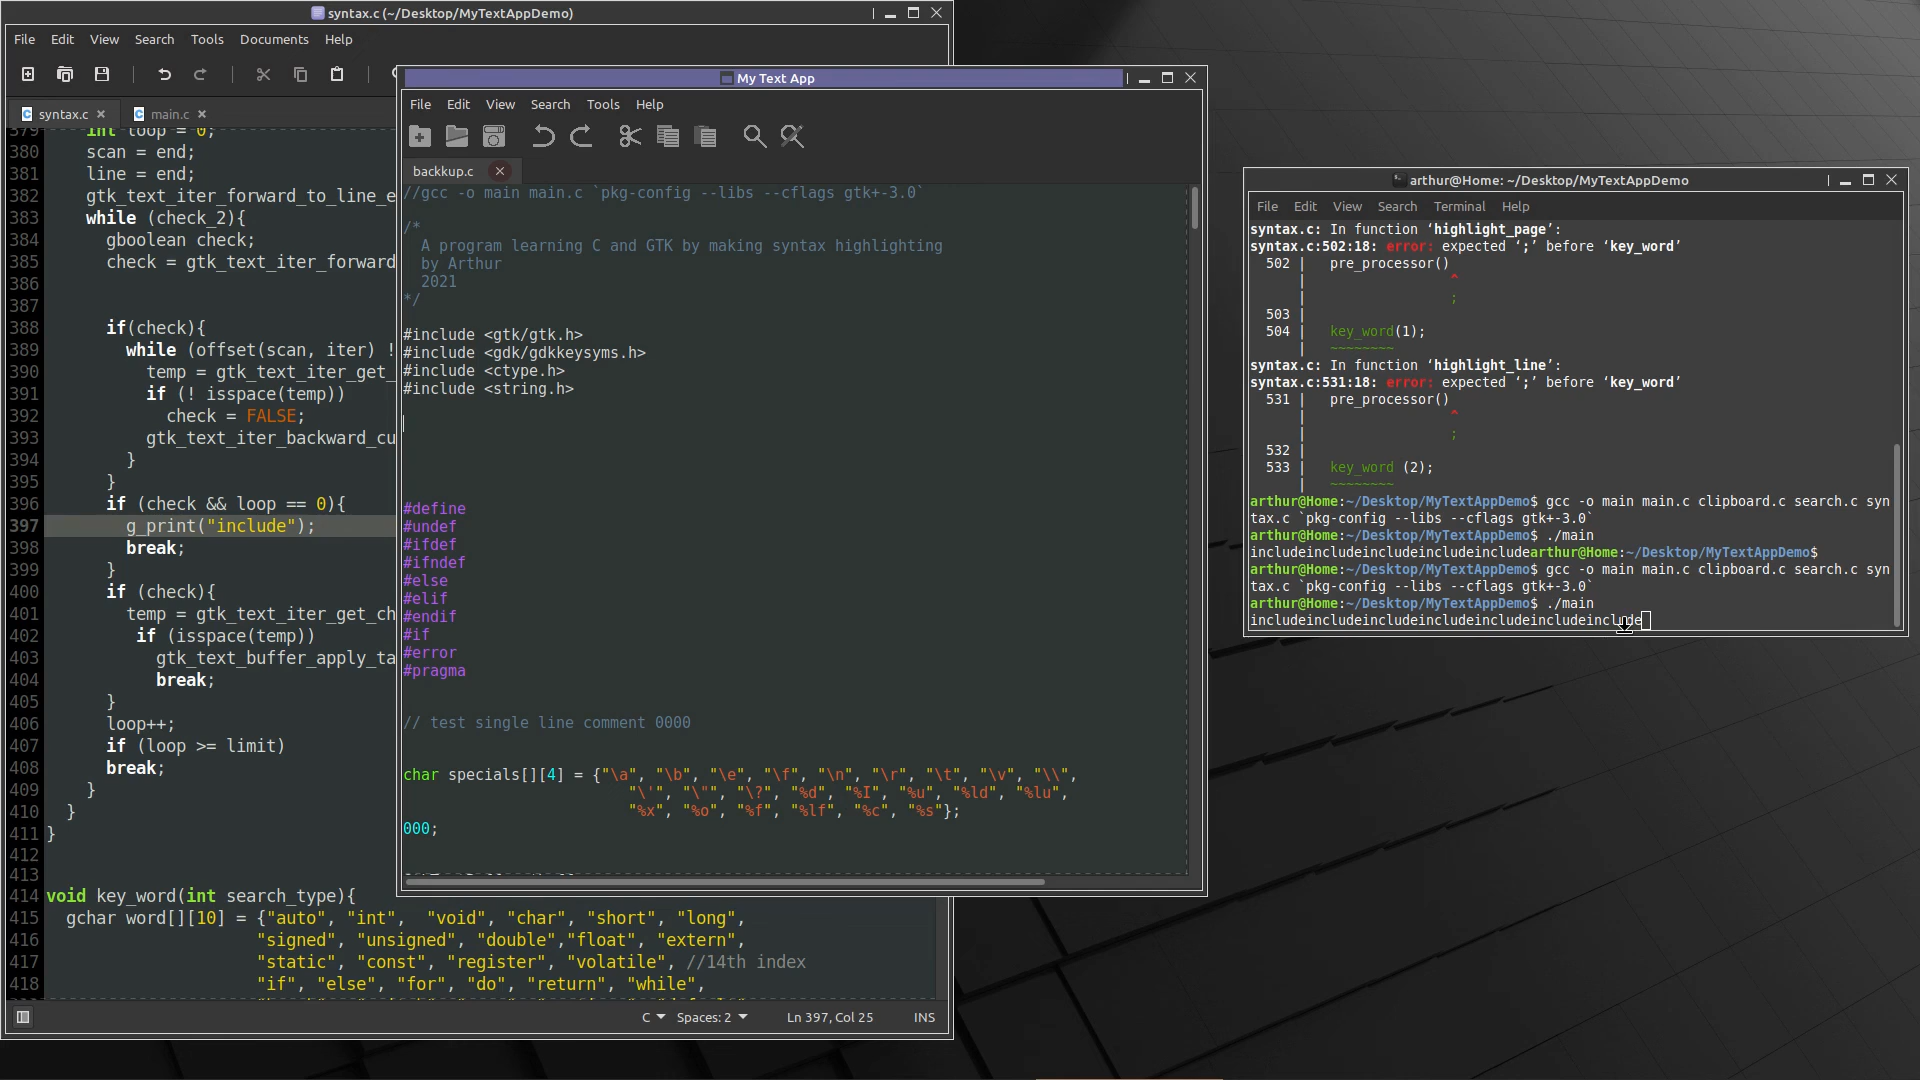 syntax.c (~/Desktop/MyTextAppDemo)
File Edit View Search Tools Documents Help
syntax.c
main.c
379 int loop = 0;
380 scan = end;
381 line = end;
382 gtk_text_iter_forward_to_line_e
383 while (check_2){
384 gboolean check;
385 check = gtk_text_iter_forward
386
387
388 if(check){
389 while (offset(scan, iter) !
390 temp = gtk_text_iter_get_
391 if (! isspace(temp))
392 check = FALSE;
393 gtk_text_iter_backward_cu
394 }
395 }
396 if (check && loop == 0){
397 g_print("include");
398 break;
399 }
400 if (check){
401 temp = gtk_text_iter_get_ch
402 if (isspace(temp))
403 gtk_text_buffer_apply_ta
404 break;
405 }
406 loop++;
407 if (loop >= limit)
408 break;
409 }
410 }
411 }
412
413
414 void key_word(int search_type){
415 gchar word[][10] = {"auto", "int", "void", "char", "short", "long",
416 "signed", "unsigned", "double","float", "extern",
417 "static", "const", "register", "volatile", //14th index
418 "if", "else", "for", "do", "return", "while",
C Spaces: 2 Ln 397, Col 25 INS
My Text App
File Edit View Search Tools Help
backkup.c
//gcc -o main main.c `pkg-config --libs --cflags gtk+-3.0`
/*
A program learning C and GTK by making syntax highlighting
by Arthur
2021
*/
#include <gtk/gtk.h>
#include <gdk/gdkkeysyms.h>
#include <ctype.h>
#include <string.h>
#define
#undef
#ifdef
#ifndef
#else
#elif
#endif
#if
#error
#pragma
// test single line comment 0000
char specials[][4] = {"\a", "\b", "\e", "\f", "\n", "\r", "\t", "\v", "\\",
"\'", "\"", "\?", "%d", "%I", "%u", "%ld", "%lu",
"%x", "%o", "%f", "%lf", "%c", "%s"};
000;
arthur@Home: ~/Desktop/MyTextAppDemo
File Edit View Search Terminal Help
syntax.c: In function ‘highlight_page’:
syntax.c:502:18: error: expected ‘;’ before ‘key_word’
502 | pre_processor()
| ^
| ;
503 |
504 | key_word(1);
| ~~~~~~~~
syntax.c: In function ‘highlight_line’:
syntax.c:531:18: error: expected ‘;’ before ‘key_word’
531 | pre_processor()
| ^
| ;
532 |
533 | key_word (2);
| ~~~~~~~~
arthur@Home:~/Desktop/MyTextAppDemo$ gcc -o main main.c clipboard.c search.c syn
tax.c `pkg-config --libs --cflags gtk+-3.0`
arthur@Home:~/Desktop/MyTextAppDemo$ ./main
includeincludeincludeincludeincludearthur@Home:~/Desktop/MyTextAppDemo$
arthur@Home:~/Desktop/MyTextAppDemo$ gcc -o main main.c clipboard.c search.c syn
tax.c `pkg-config --libs --cflags gtk+-3.0`
arthur@Home:~/Desktop/MyTextAppDemo$ ./main
includeincludeincludeincludeincludeincludeinclude